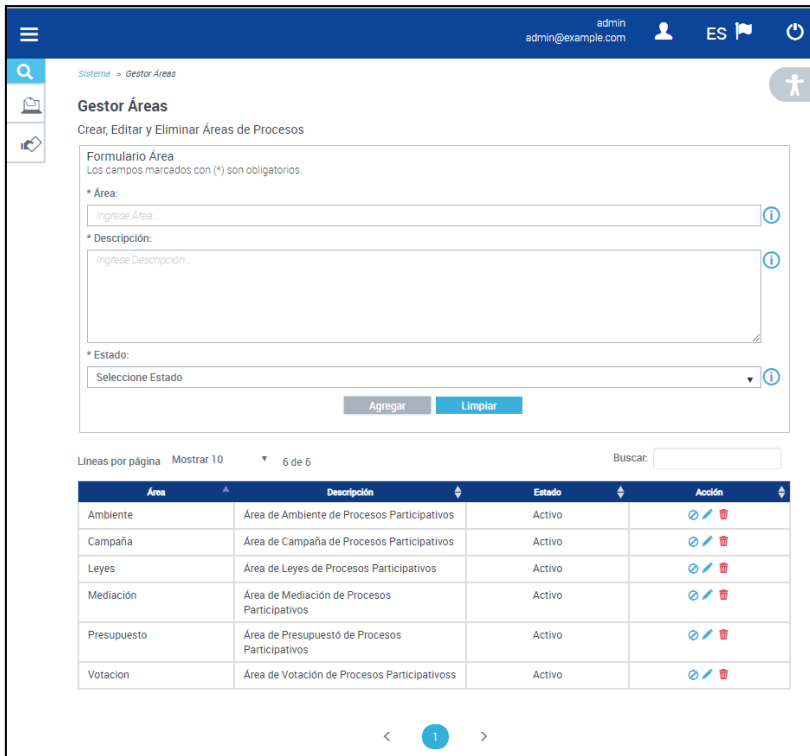 admin
admin@example.com
ES
Sistema > Gestor Áreas
Gestor Áreas
Crear, Editar y Eliminar Áreas de Procesos
Formulario Área
Los campos marcados con (*) son obligatorios.
* Área:
Ingrese Área...
* Descripción:
Ingrese Descripción...
* Estado:
Seleccione Estado
Agregar Limpiar
Líneas por página Mostrar 10 6 de 6 Buscar:
Área Descripción Estado Acción
Ambiente Área de Ambiente de Procesos Participativos Activo
Campaña Área de Campaña de Procesos Participativos Activo
Leyes Área de Leyes de Procesos Participativos Activo
Mediación Área de Mediación de Procesos Activo
Participativos
Presupuesto Área de Presupuestó de Procesos Activo
Participativos
Votacion Área de Votación de Procesos Participativoss Activo
< 1 >